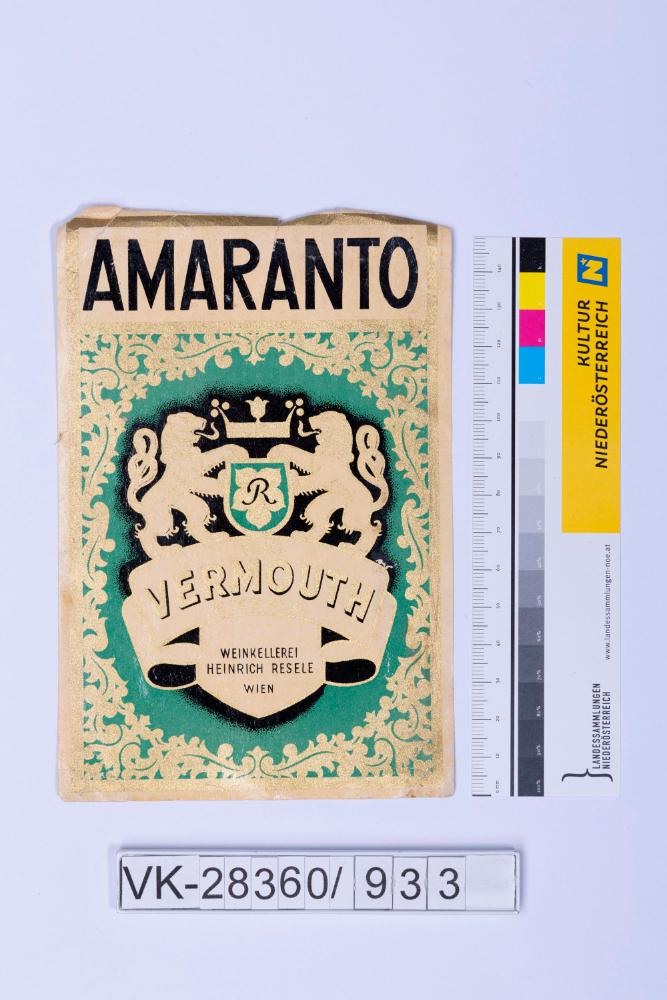 AMARANTO
R
VERMOUTH
WEINKELLEREI
HEINRICH RESELE
WIEN
KULTUR
NIEDERÖSTERREICH
N
www.landessammlungen-noe.at
LANDESSAMMLUNGEN
NIEDERÖSTERREICH
VK-28360/ 933